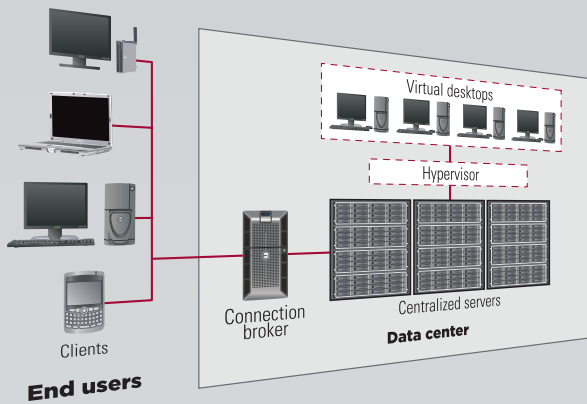 Virtual desktops
Hypervisor
Connection
broker
Centralized servers
Data center
Clients
End users